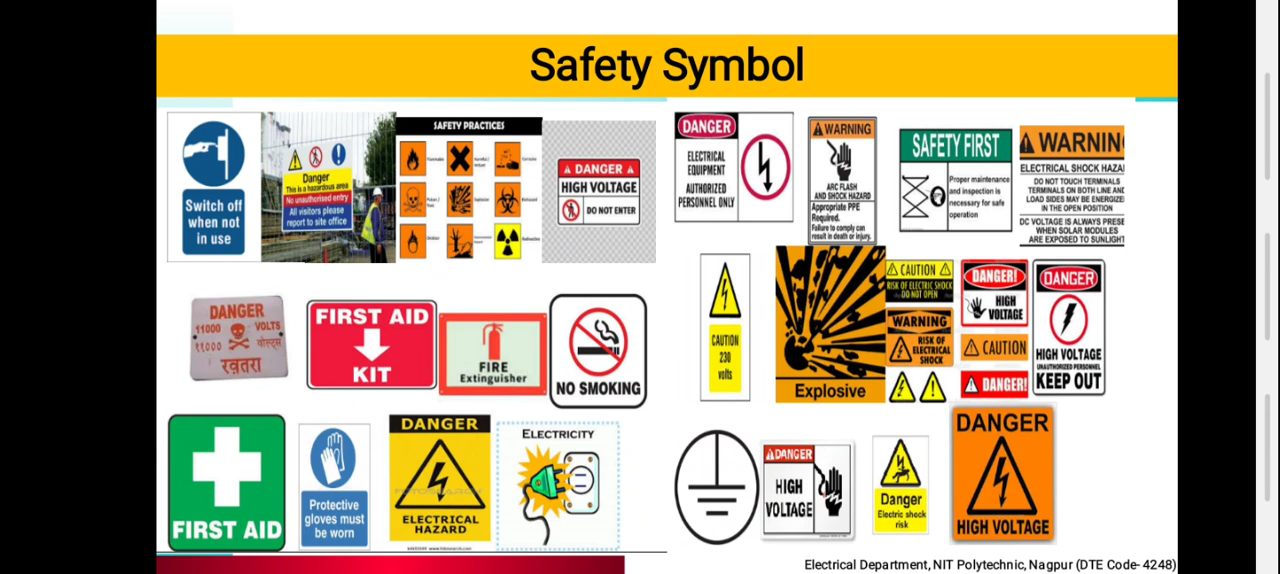 Safety Symbol
Switch off
when not
in use
Danger
This is a hazardous area
No unauthorised entry
All visitors please
report to site office
SAFETY PRACTICES
DANGER
HIGH VOLTAGE
DO NOT ENTER
DANGER
ELECTRICAL
EQUIPMENT
AUTHORIZED
PERSONNEL ONLY
WARNING
ARC FLASH
AND SHOCK HAZARD
Appropriate PPE
Required.
Failure to comply can
result in death or injury.
SAFETY FIRST
Proper maintenance
and inspection is
necessary for safe
operation
WARNIN
ELECTRICAL SHOCK HAZA
DO NOT TOUCH TERMINALS
TERMINALS ON BOTH LINE AND
LOAD SIDES MAY BE ENERGIZE
IN THE OPEN POSITION
DC VOLTAGE IS ALWAYS PRESE
WHEN SOLAR MODULES
ARE EXPOSED TO SUNLIGHT
DANGER
11000 VOLTS
११००० वोल्ट्स
खतरा
FIRST AID
KIT
FIRE
Extinguisher
NO SMOKING
CAUTION
230
volts
Explosive
CAUTION
RISK OF ELECTRIC SHOCK
DO NOT OPEN
WARNING
RISK OF
ELECTRICAL
SHOCK
DANGER!
HIGH
VOLTAGE
CAUTION
DANGER!
DANGER
HIGH VOLTAGE
UNAUTHORIZED PERSONNEL
KEEP OUT
FIRST AID
Protective
gloves must
be worn
DANGER
ELECTRICAL
HAZARD
ELECTRICITY
DANGER
HIGH
VOLTAGE
Danger
Electric shock
risk
DANGER
HIGH VOLTAGE
Electrical Department, NIT Polytechnic, Nagpur (DTE Code- 4248)